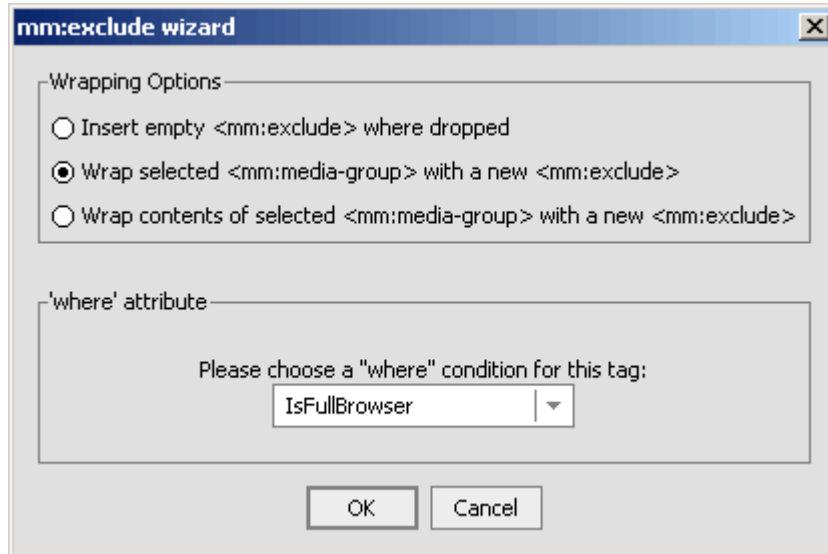 mm:exclude wizard
Wrapping Options
Insert empty <mm:exclude> where dropped
Wrap selected <mm:media-group> with a new <mm:exclude>
Wrap contents of selected <mm:media-group> with a new <mm:exclude>
'where' attribute
Please choose a "where" condition for this tag:
IsFullBrowser
OK Cancel